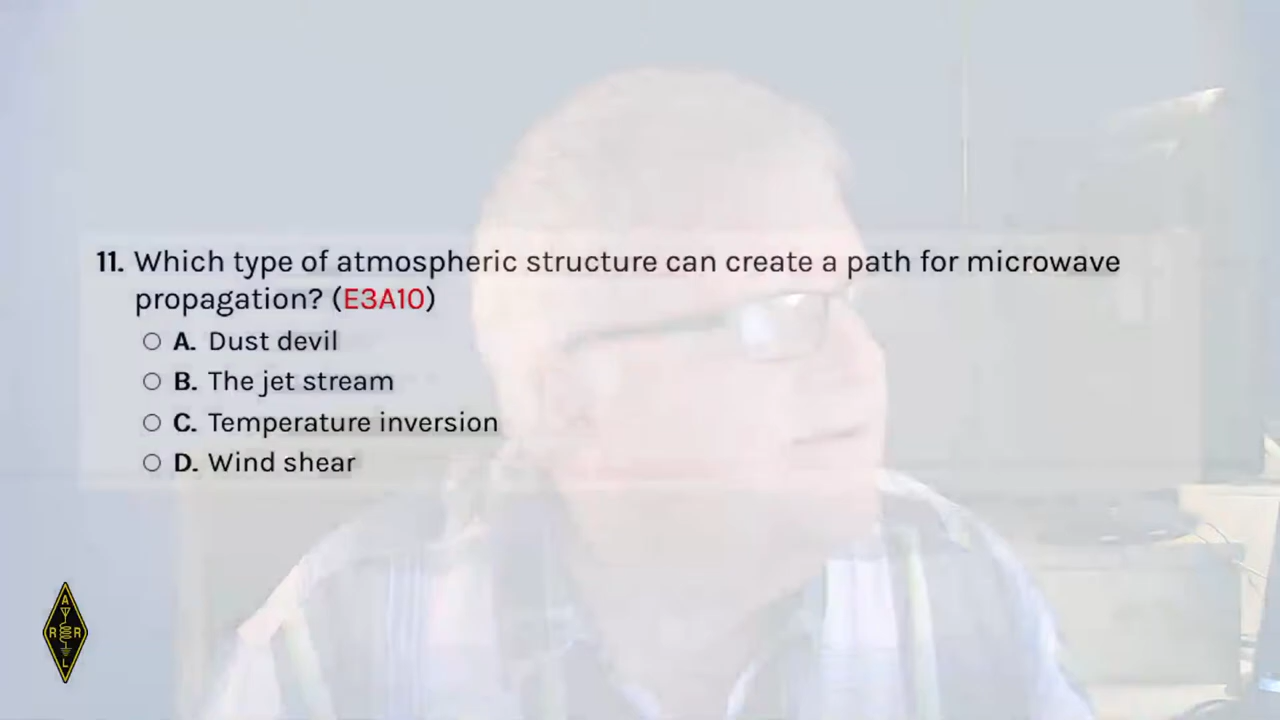 11. Which type of atmospheric structure can create a path for microwave
propagation? (E3A10)
A. Dust devil
B. The jet stream
C. Temperature inversion
D. Wind shear
A
R R
L